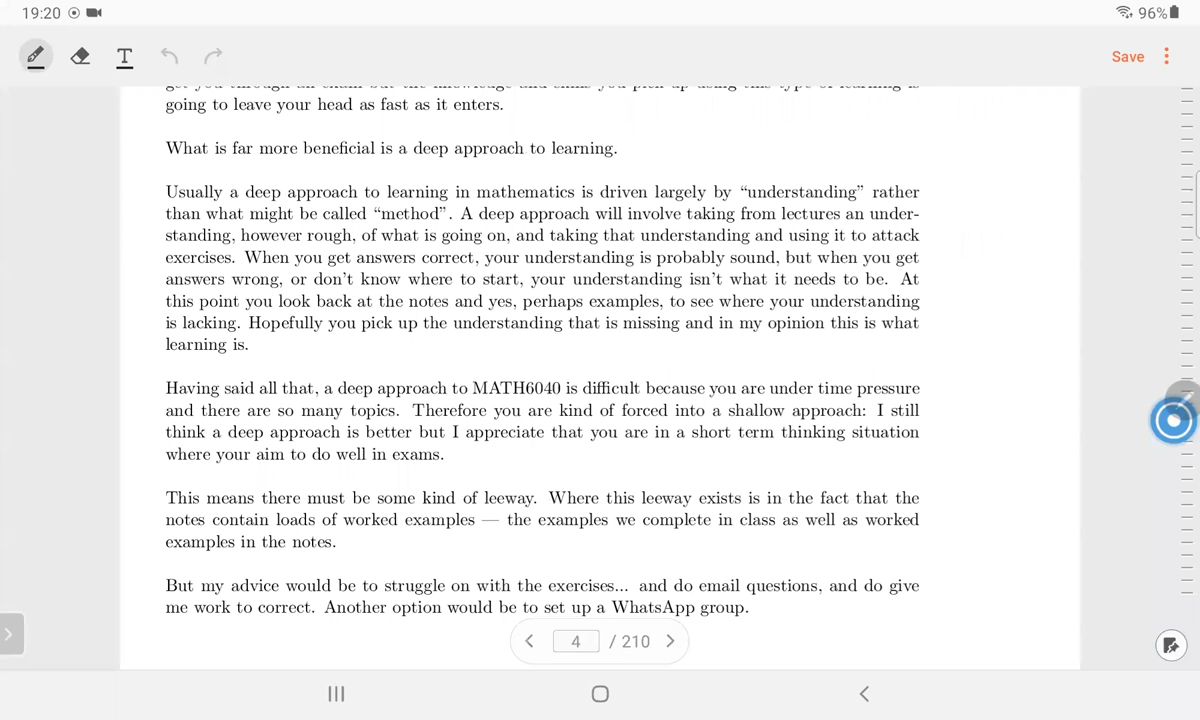 19:20
96%
T
Save
going to leave your head as fast as it enters.
What is far more beneficial is a deep approach to learning.
Usually a deep approach to learning in mathematics is driven largely by “understanding” rather
than what might be called “method”. A deep approach will involve taking from lectures an under-
standing, however rough, of what is going on, and taking that understanding and using it to attack
exercises. When you get answers correct, your understanding is probably sound, but when you get
answers wrong, or don’t know where to start, your understanding isn’t what it needs to be. At
this point you look back at the notes and yes, perhaps examples, to see where your understanding
is lacking. Hopefully you pick up the understanding that is missing and in my opinion this is what
learning is.
Having said all that, a deep approach to MATH6040 is difficult because you are under time pressure
and there are so many topics. Therefore you are kind of forced into a shallow approach: I still
think a deep approach is better but I appreciate that you are in a short term thinking situation
where your aim to do well in exams.
This means there must be some kind of leeway. Where this leeway exists is in the fact that the
notes contain loads of worked examples — the examples we complete in class as well as worked
examples in the notes.
But my advice would be to struggle on with the exercises... and do email questions, and do give
me work to correct. Another option would be to set up a WhatsApp group.
4 / 210